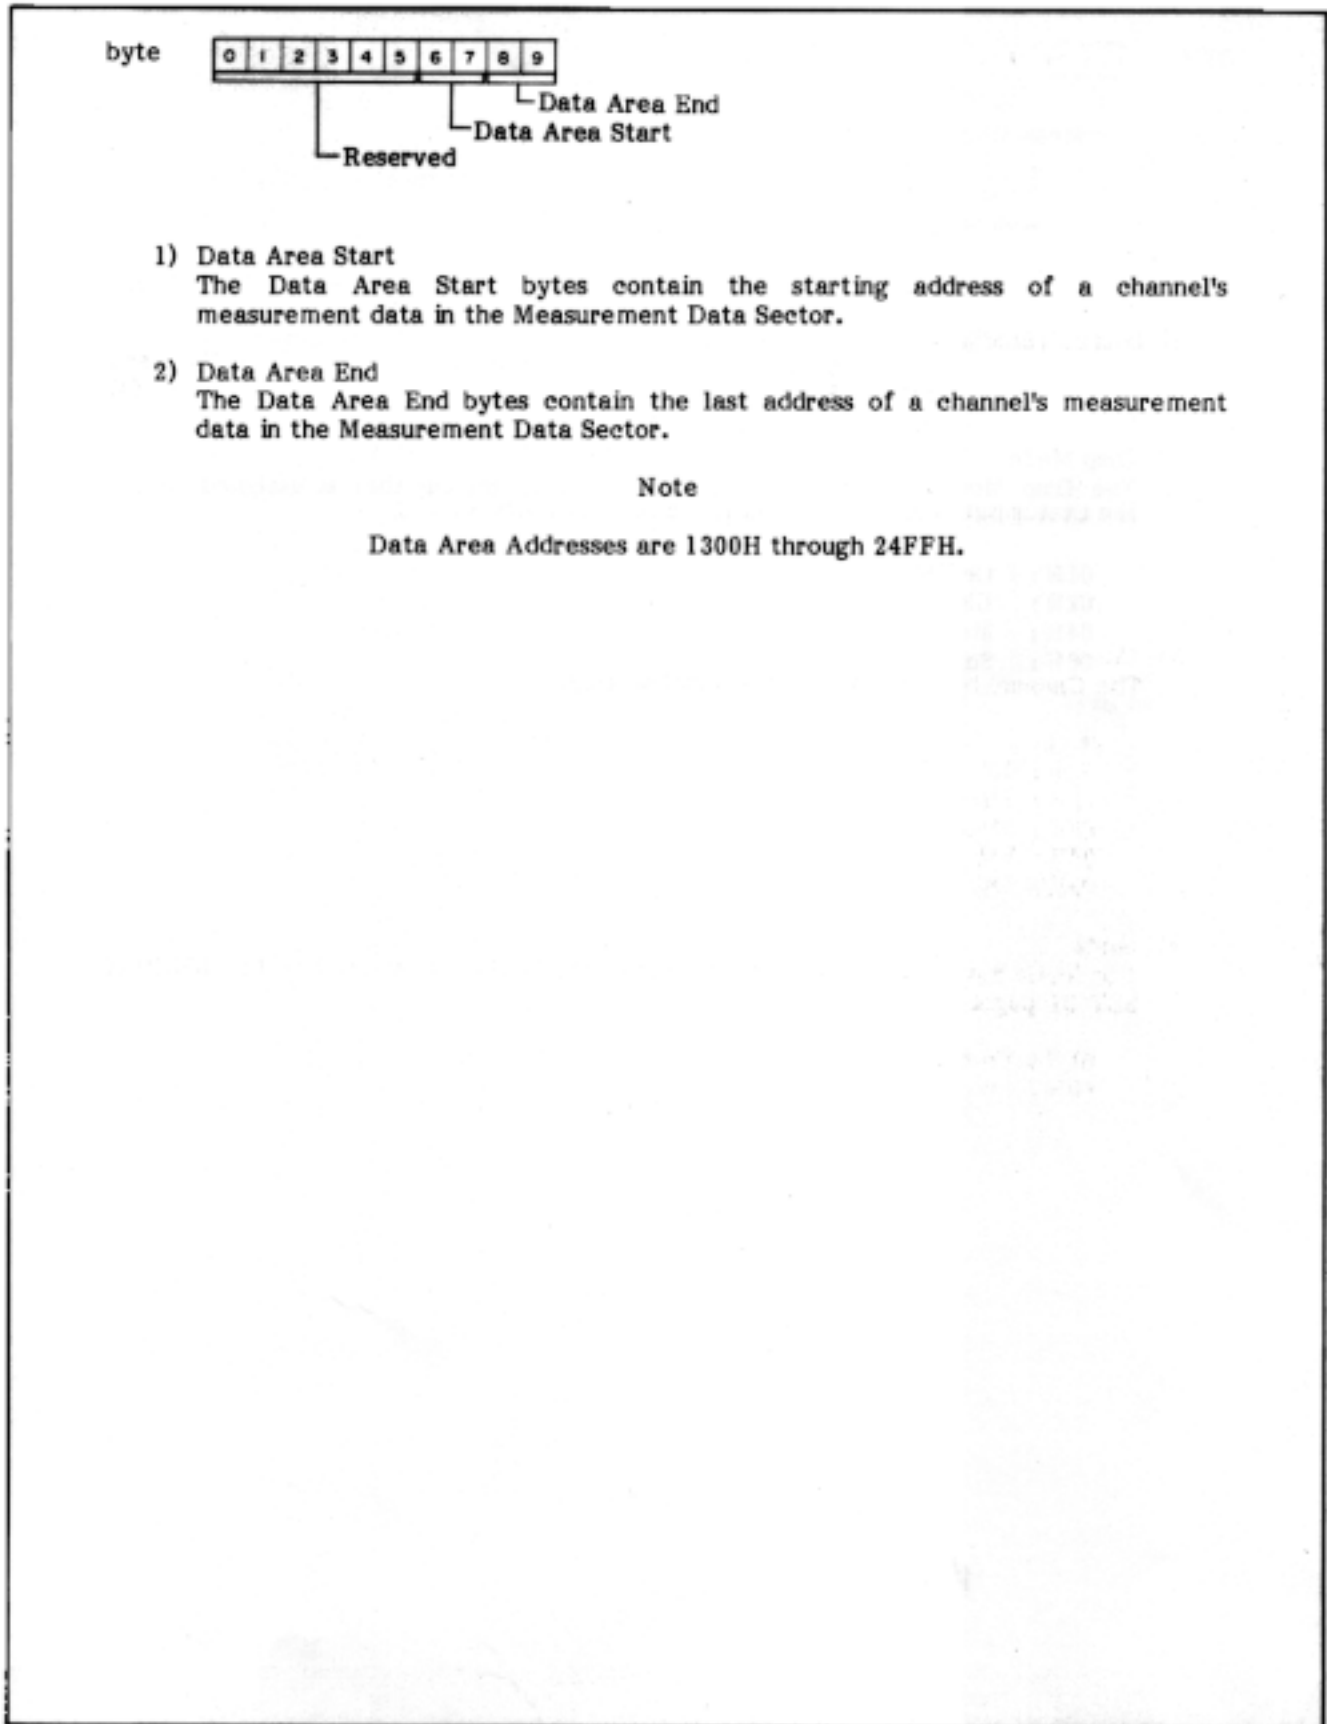 byte 0 1 2 3 4 5 6 7 8 9
Data Area End
Data Area Start
Reserved
1) Data Area Start
The Data Area Start bytes contain the starting address of a channel's
measurement data in the Measurement Data Sector.
2) Data Area End
The Data Area End bytes contain the last address of a channel's measurement
data in the Measurement Data Sector.
Note
Data Area Addresses are 1300H through 24FFH.